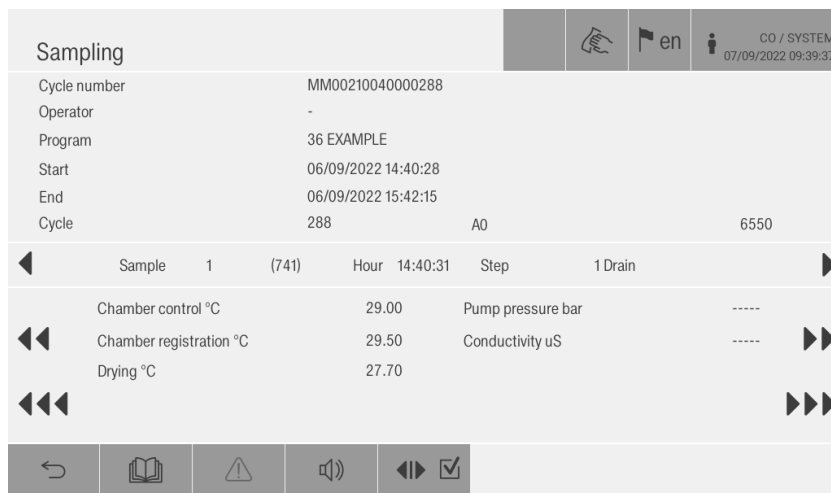 Sampling
en
CO / SYSTEM
07/09/2022 09:39:37
Cycle number MM00210040000288
Operator -
Program 36 EXAMPLE
Start 06/09/2022 14:40:28
End 06/09/2022 15:42:15
Cycle 288 A0 6550
Sample 1 (741) Hour 14:40:31 Step 1 Drain
Chamber control °C 29.00 Pump pressure bar -----
Chamber registration °C 29.50 Conductivity uS -----
Drying °C 27.70